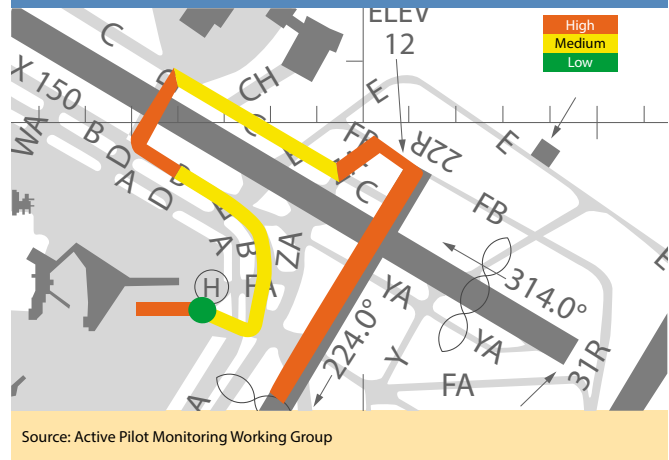 ELEV
12
High
Medium
Low
C
D
CH
E
X 150
WA
B
D
A
D
C
E
FB
22R
E
C
FB
E
A
B
ZA
H
FA
YA
314.0°
224.0°
YA
Y
31R
FA
A
Source: Active Pilot Monitoring Working Group